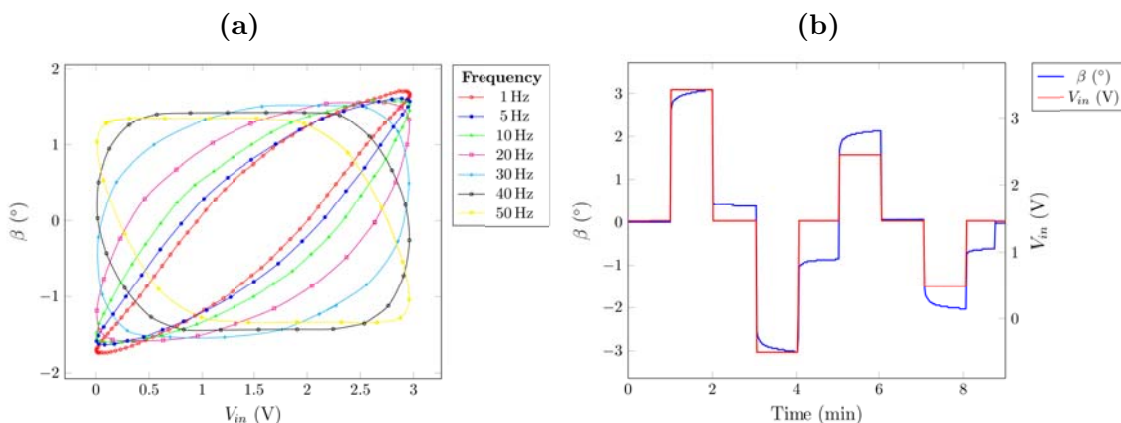 (a)
2
1
0
−1
−2
β (°)
0
0.5
1
1.5
2
2.5
3
V_in (V)
Frequency
1 Hz
5 Hz
10 Hz
20 Hz
30 Hz
40 Hz
50 Hz
(b)
3
2
1
0
−1
−2
−3
β (°)
0
2
4
6
8
Time (min)
3
2
1
0
V_in (V)
β (°)
V_in (V)